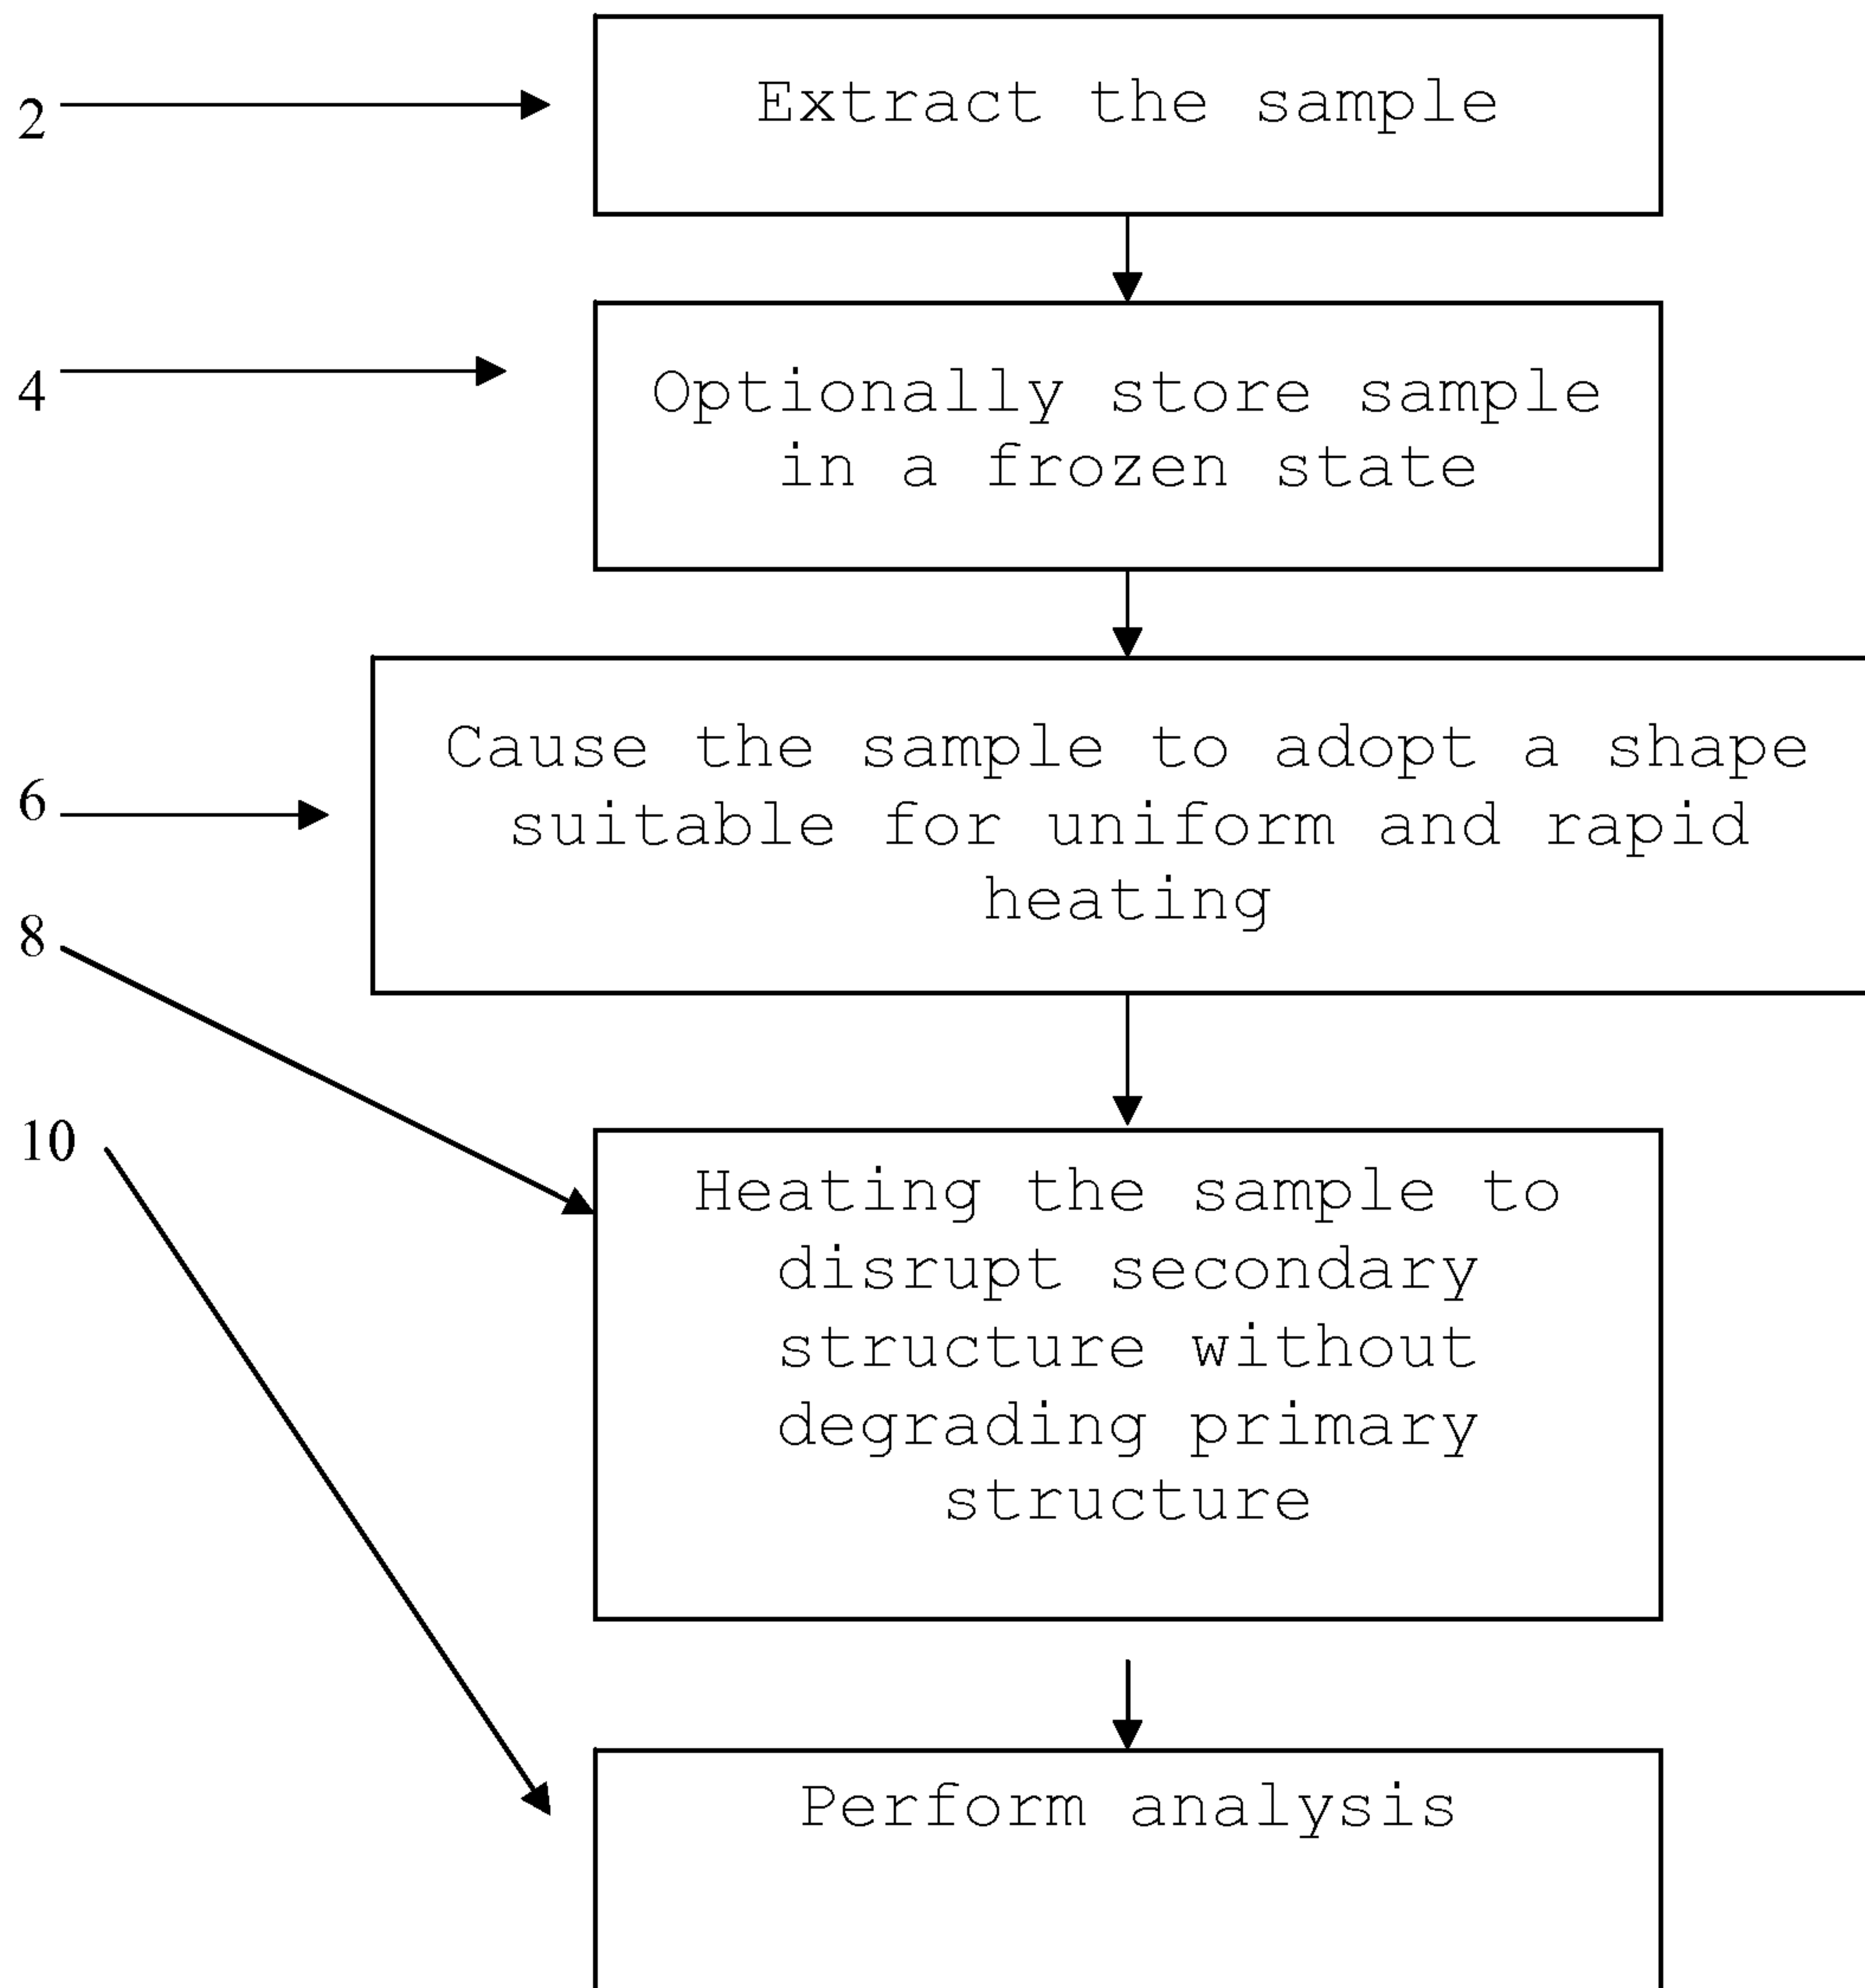 2
Extract the sample
4
Optionally store sample
in a frozen state
6
Cause the sample to adopt a shape
suitable for uniform and rapid
heating
8
10
Heating the sample to
disrupt secondary
structure without
degrading primary
structure
Perform analysis